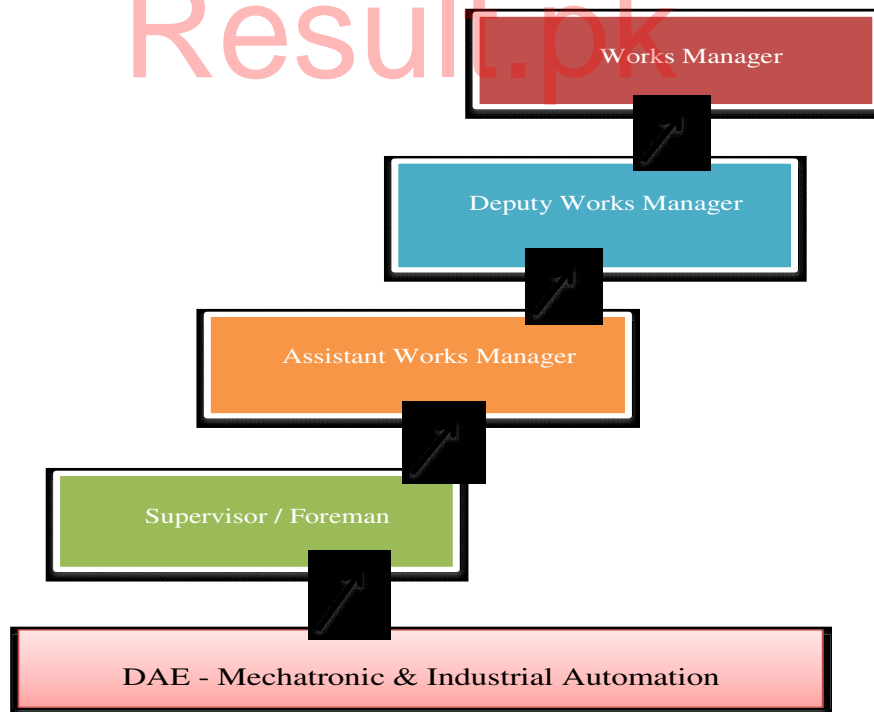 Result.pk
Works Manager
Deputy Works Manager
Assistant Works Manager
Supervisor / Foreman
DAE - Mechatronic & Industrial Automation